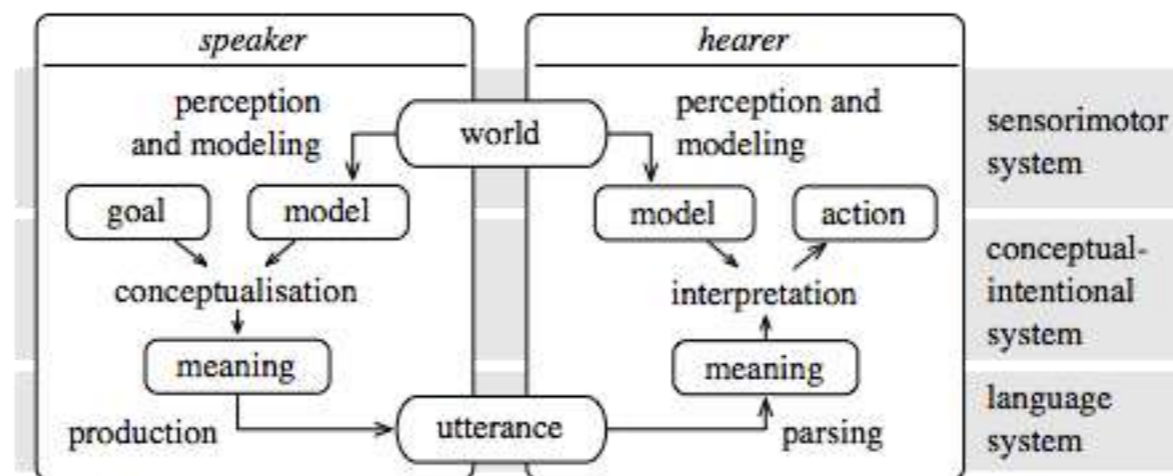 speaker
hearer
perception
and modeling
world
perception and
modeling
sensorimotor
system
goal
model
model
action
conceptualisation
interpretation
conceptual-
intentional
system
meaning
meaning
production
utterance
parsing
language
system